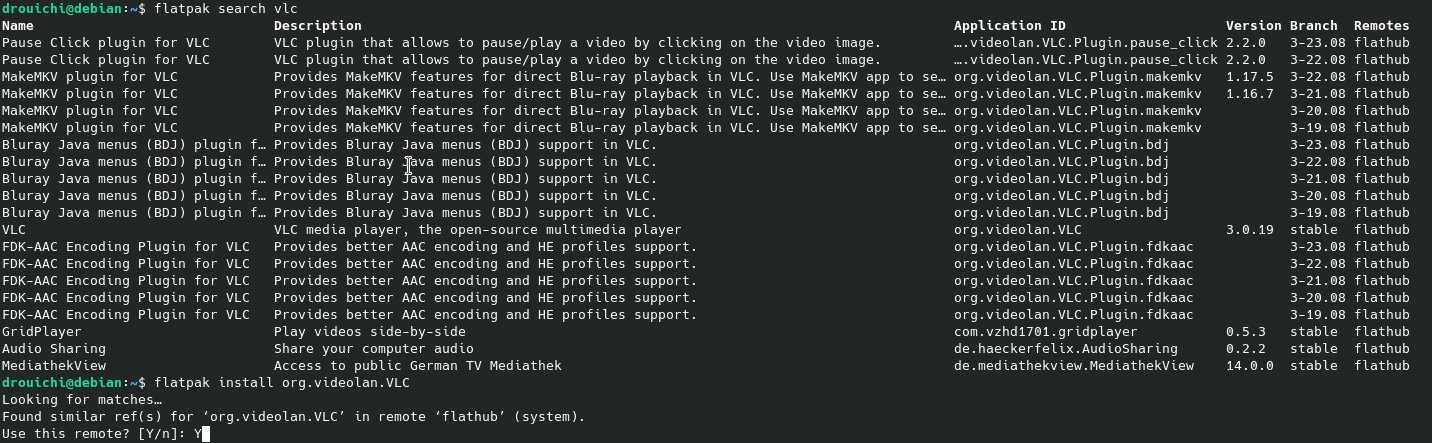 drouichi@debian:~$ flatpak search vlc
Name Description Application ID Version Branch Remotes
Pause Click plugin for VLC VLC plugin that allows to pause/play a video by clicking on the video image. ….videolan.VLC.Plugin.pause_click 2.2.0 3-23.08 flathub
Pause Click plugin for VLC VLC plugin that allows to pause/play a video by clicking on the video image. ….videolan.VLC.Plugin.pause_click 2.2.0 3-22.08 flathub
MakeMKV plugin for VLC Provides MakeMKV features for direct Blu-ray playback in VLC. Use MakeMKV app to se… org.videolan.VLC.Plugin.makemkv 1.17.5 3-22.08 flathub
MakeMKV plugin for VLC Provides MakeMKV features for direct Blu-ray playback in VLC. Use MakeMKV app to se… org.videolan.VLC.Plugin.makemkv 1.16.7 3-21.08 flathub
MakeMKV plugin for VLC Provides MakeMKV features for direct Blu-ray playback in VLC. Use MakeMKV app to se… org.videolan.VLC.Plugin.makemkv 3-20.08 flathub
MakeMKV plugin for VLC Provides MakeMKV features for direct Blu-ray playback in VLC. Use MakeMKV app to se… org.videolan.VLC.Plugin.makemkv 3-19.08 flathub
Bluray Java menus (BDJ) plugin f… Provides Bluray Java menus (BDJ) support in VLC. org.videolan.VLC.Plugin.bdj 3-23.08 flathub
Bluray Java menus (BDJ) plugin f… Provides Bluray Java menus (BDJ) support in VLC. org.videolan.VLC.Plugin.bdj 3-22.08 flathub
Bluray Java menus (BDJ) plugin f… Provides Bluray Java menus (BDJ) support in VLC. org.videolan.VLC.Plugin.bdj 3-21.08 flathub
Bluray Java menus (BDJ) plugin f… Provides Bluray Java menus (BDJ) support in VLC. org.videolan.VLC.Plugin.bdj 3-20.08 flathub
Bluray Java menus (BDJ) plugin f… Provides Bluray Java menus (BDJ) support in VLC. org.videolan.VLC.Plugin.bdj 3-19.08 flathub
VLC VLC media player, the open-source multimedia player org.videolan.VLC 3.0.19 stable flathub
FDK-AAC Encoding Plugin for VLC Provides better AAC encoding and HE profiles support. org.videolan.VLC.Plugin.fdkaac 3-23.08 flathub
FDK-AAC Encoding Plugin for VLC Provides better AAC encoding and HE profiles support. org.videolan.VLC.Plugin.fdkaac 3-22.08 flathub
FDK-AAC Encoding Plugin for VLC Provides better AAC encoding and HE profiles support. org.videolan.VLC.Plugin.fdkaac 3-21.08 flathub
FDK-AAC Encoding Plugin for VLC Provides better AAC encoding and HE profiles support. org.videolan.VLC.Plugin.fdkaac 3-20.08 flathub
FDK-AAC Encoding Plugin for VLC Provides better AAC encoding and HE profiles support. org.videolan.VLC.Plugin.fdkaac 3-19.08 flathub
GridPlayer Play videos side-by-side com.vzhd1701.gridplayer 0.5.3 stable flathub
Audio Sharing Share your computer audio de.haeckerfelix.AudioSharing 0.2.2 stable flathub
MediathekView Access to public German TV Mediathek de.mediathekview.MediathekView 14.0.0 stable flathub
drouichi@debian:~$ flatpak install org.videolan.VLC
Looking for matches…
Found similar ref(s) for ‘org.videolan.VLC’ in remote ‘flathub’ (system).
Use this remote? [Y/n]: Y